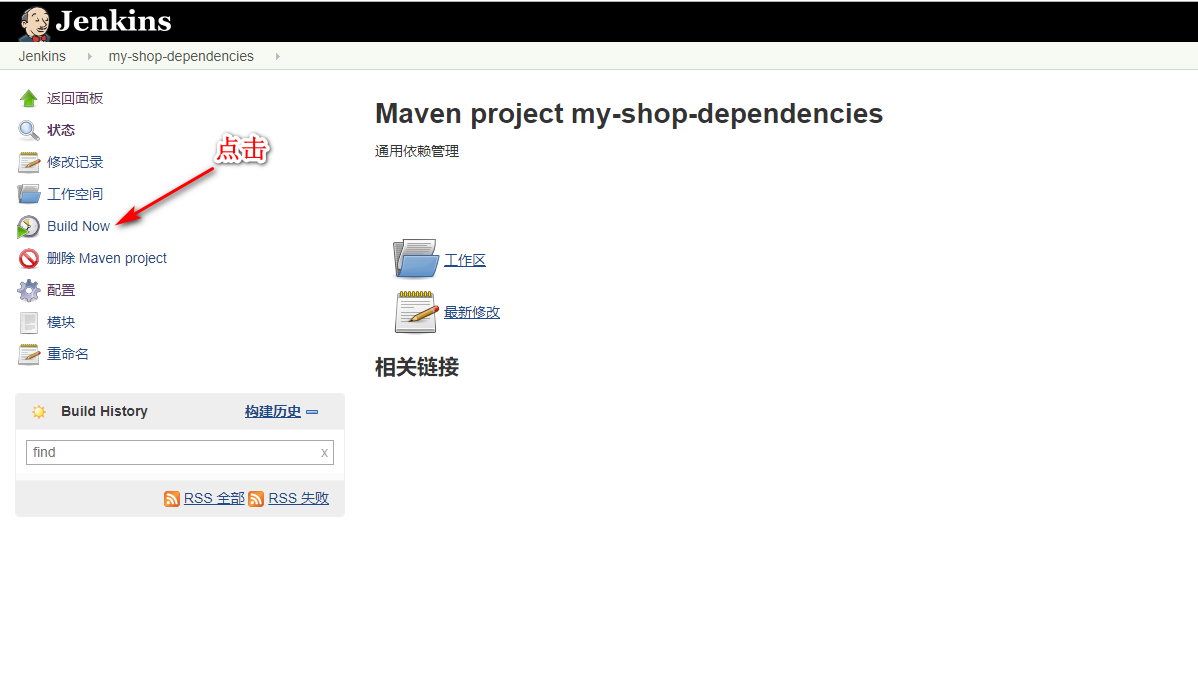 Jenkins
Jenkins
my-shop-dependencies
返回面板
状态
修改记录
工作空间
Build Now
删除 Maven project
配置
模块
重命名
点击
Build History
构建历史
find
x
RSS 全部
RSS 失败
Maven project my-shop-dependencies
通用依赖管理
工作区
最新修改
相关链接